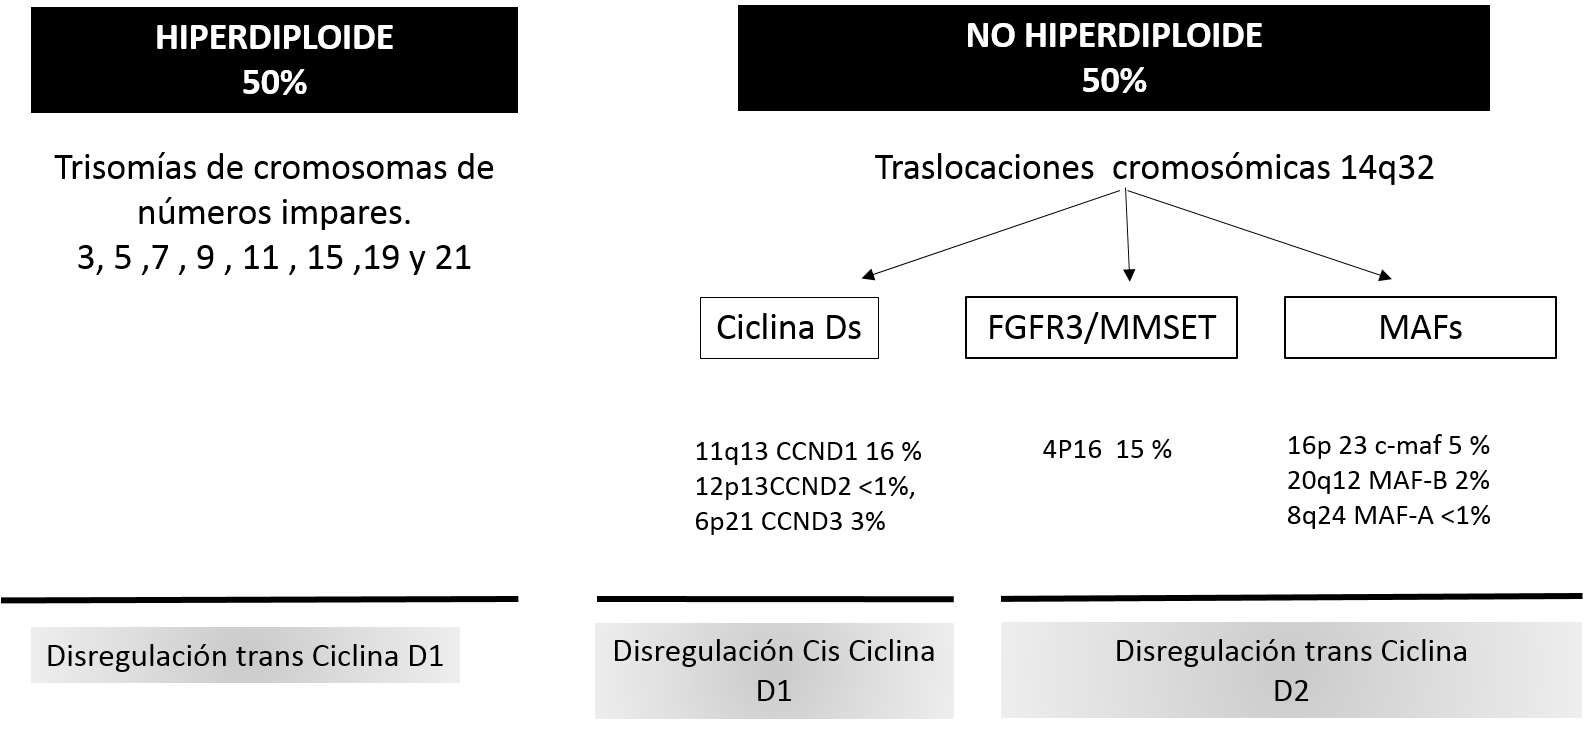 HIPERDIPLOIDE
50%
Trisomías de cromosomas de
números impares.
3, 5 ,7 , 9 , 11 , 15 ,19 y 21
Disregulación trans Ciclina D1
NO HIPERDIPLOIDE
50%
Traslocaciones cromosómicas 14q32
Ciclina Ds
11q13 CCND1 16 %
12p13CCND2 <1%,
6p21 CCND3 3%
Disregulación Cis Ciclina
D1
FGFR3/MMSET
4P16 15 %
MAFs
16p 23 c-maf 5 %
20q12 MAF-B 2%
8q24 MAF-A <1%
Disregulación trans Ciclina
D2